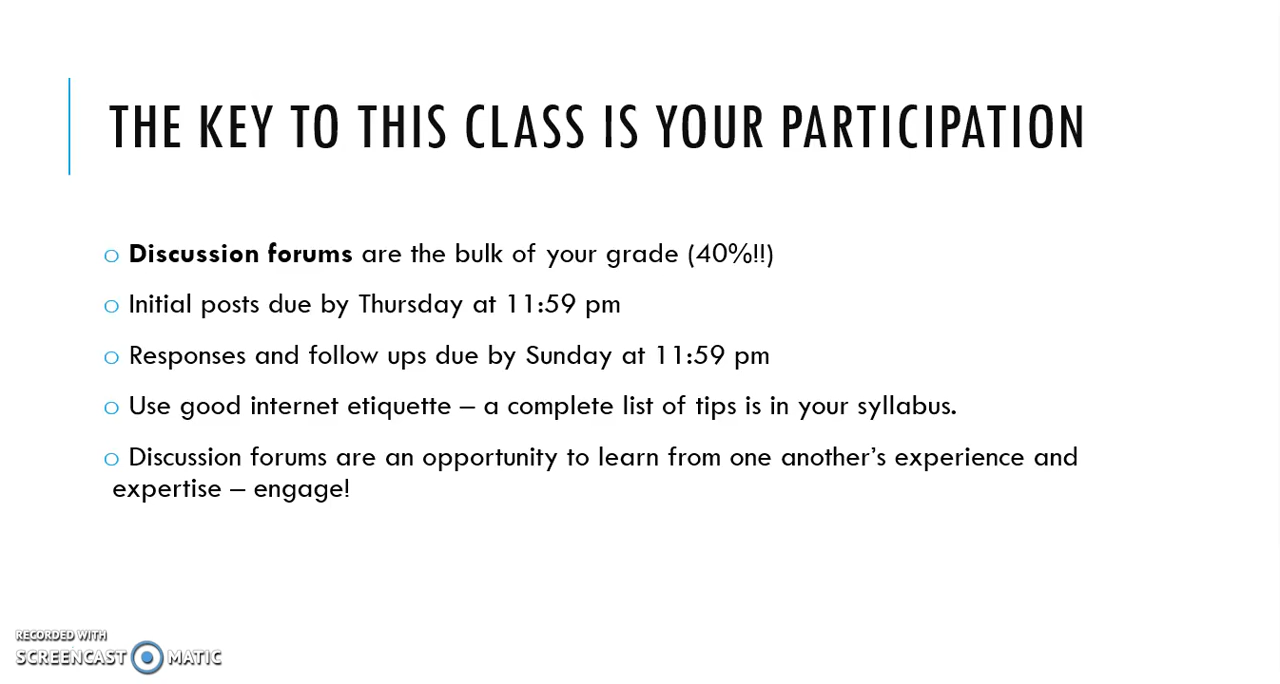 THE KEY TO THIS CLASS IS YOUR PARTICIPATION
o Discussion forums are the bulk of your grade (40%!!)
o Initial posts due by Thursday at 11:59 pm
o Responses and follow ups due by Sunday at 11:59 pm
o Use good internet etiquette – a complete list of tips is in your syllabus.
o Discussion forums are an opportunity to learn from one another’s experience and
expertise – engage!
RECORDED WITH
SCREENCAST MATIC